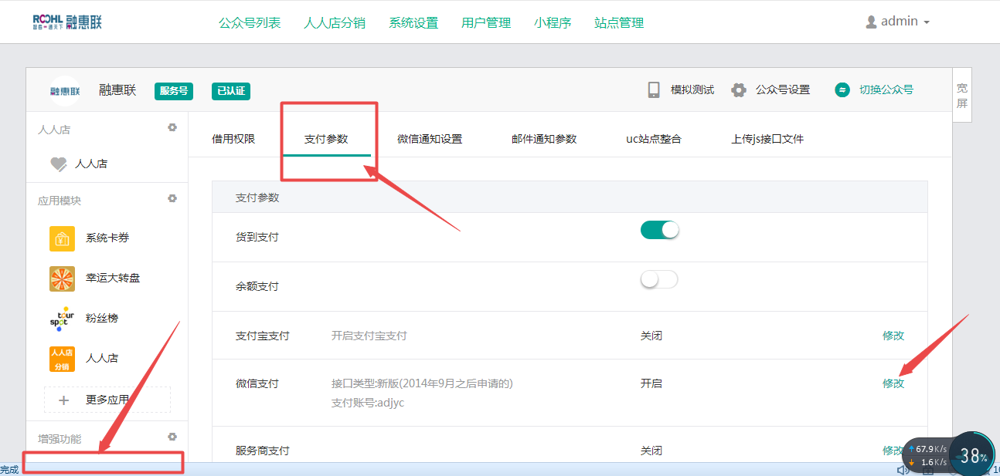 ROOHL 融惠联
公众号列表 人人店分销 系统设置 用户管理 小程序 站点管理 admin
融惠联 融惠联 服务号 已认证 模拟测试 公众号设置 切换公众号
宽屏
人人店
人人店
应用模块
系统卡券
幸运大转盘
tour spot 粉丝榜
人人店 分销 人人店
+ 更多应用
增强功能
借用权限 支付参数 微信通知设置 邮件通知参数 uc站点整合 上传js接口文件
支付参数
货到支付
余额支付
支付宝支付 开启支付宝支付 关闭 修改
微信支付 接口类型:新版(2014年9月之后申请的) 开启 修改
支付账号:adjyc
服务商支付 关闭 修改
67.9K/s
1.6K/s
38%
完成